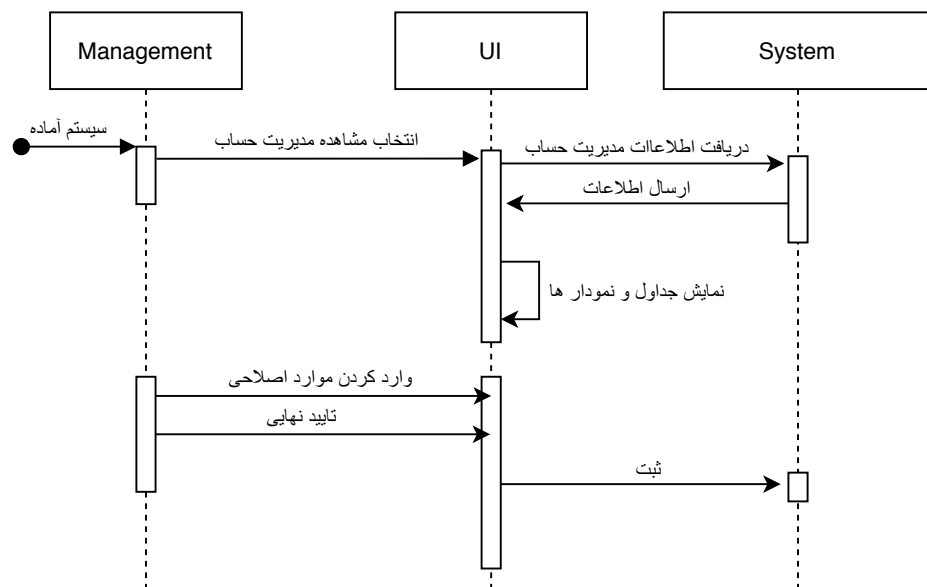 Management
UI
System
سیستم آماده
انتخاب مشاهده مدیریت حساب
دریافت اطلاعاات مدیریت حساب
ارسال اطلاعات
نمایش جداول و نمودار ها
وارد کردن موارد اصلاحی
تایید نهایی
ثبت